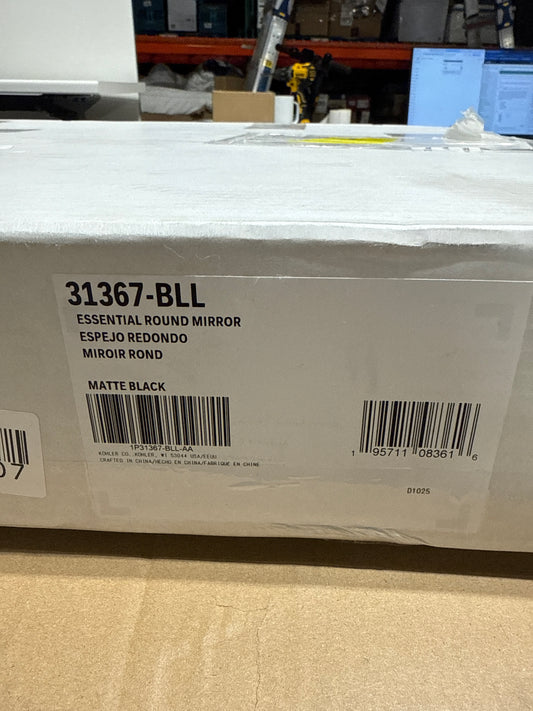 31367-BLL
ESSENTIAL ROUND MIRROR
ESPEJO REDONDO
MIROIR ROND
MATTE BLACK
1P31367-BLL-AA
KOHLER CO.,KOHLER, WI 53044 USA/EEUU
CRAFTED IN CHINA/HECHO EN CHINA/FABRIQUE EN CHINE
1 95711 08361 6
D1025
07